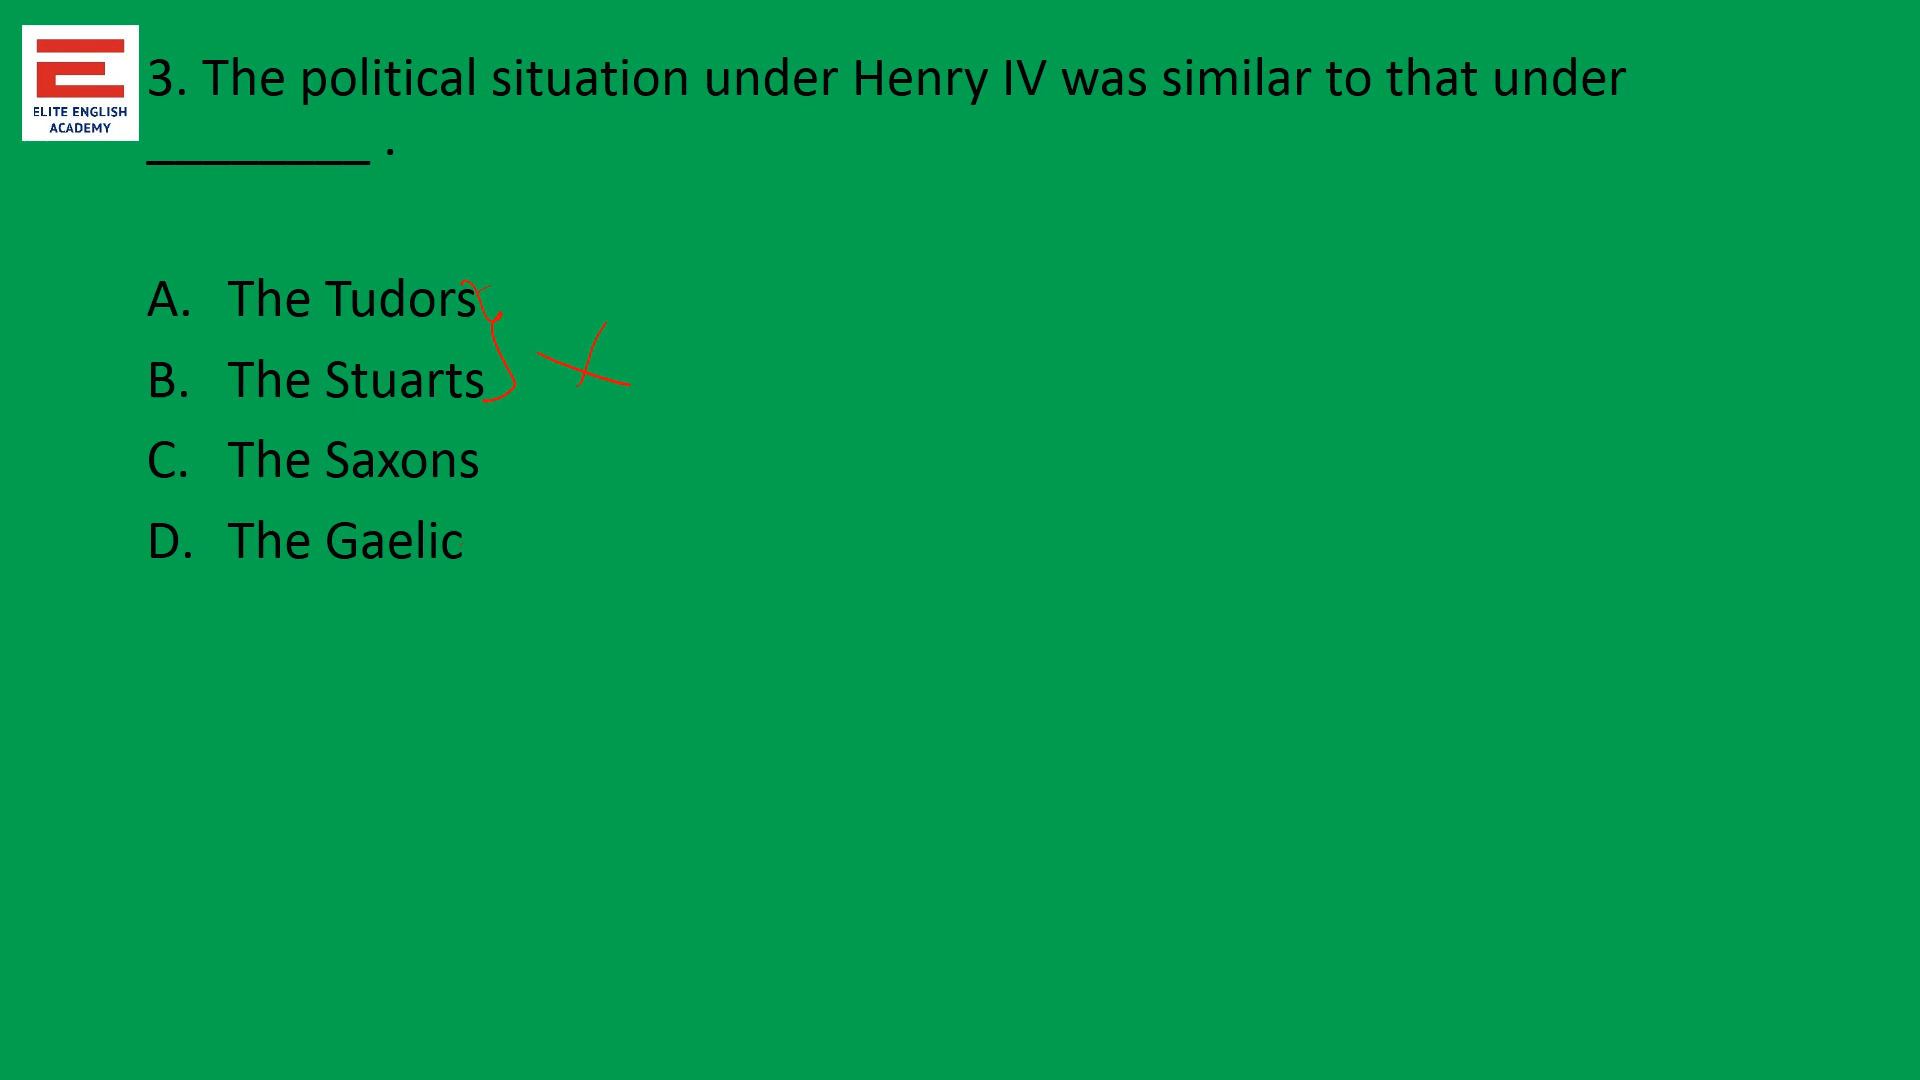 ELITE ENGLISH
ACADEMY
3. The political situation under Henry IV was similar to that under
________ .
A. The Tudors
B. The Stuarts
C. The Saxons
D. The Gaelic